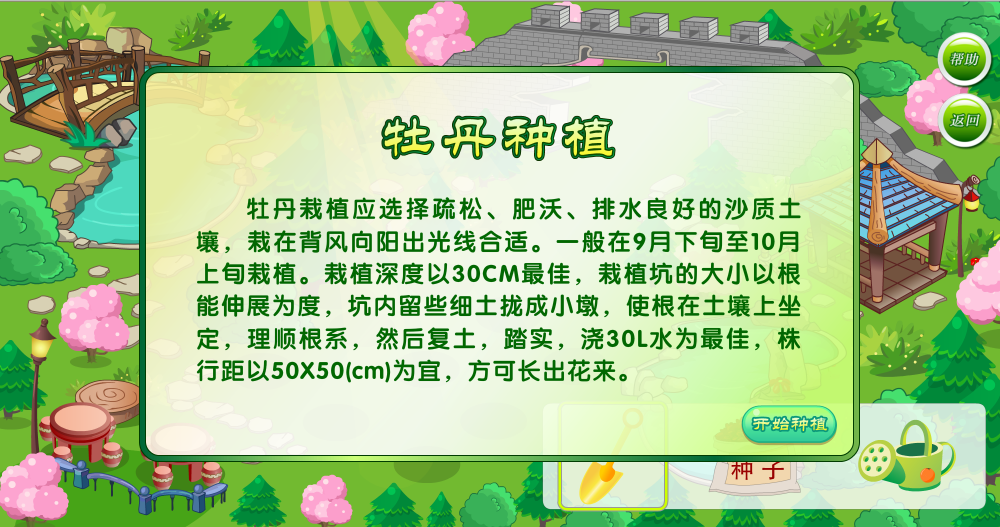 帮助
返回
牡丹种植
牡丹栽植应选择疏松、肥沃、排水良好的沙质土
壤，栽在背风向阳出光线合适。一般在9月下旬至10月
上旬栽植。栽植深度以30CM最佳，栽植坑的大小以根
能伸展为度，坑内留些细土拢成小墩，使根在土壤上坐
定，理顺根系，然后复土，踏实，浇30L水为最佳，株
行距以50X50(cm)为宜，方可长出花来。
开始种植
种子